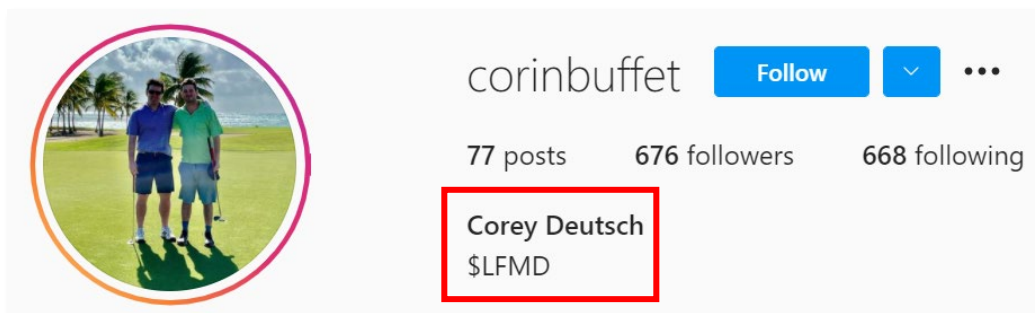 corinbuffet Follow
77 posts 676 followers 668 following
Corey Deutsch
$LFMD